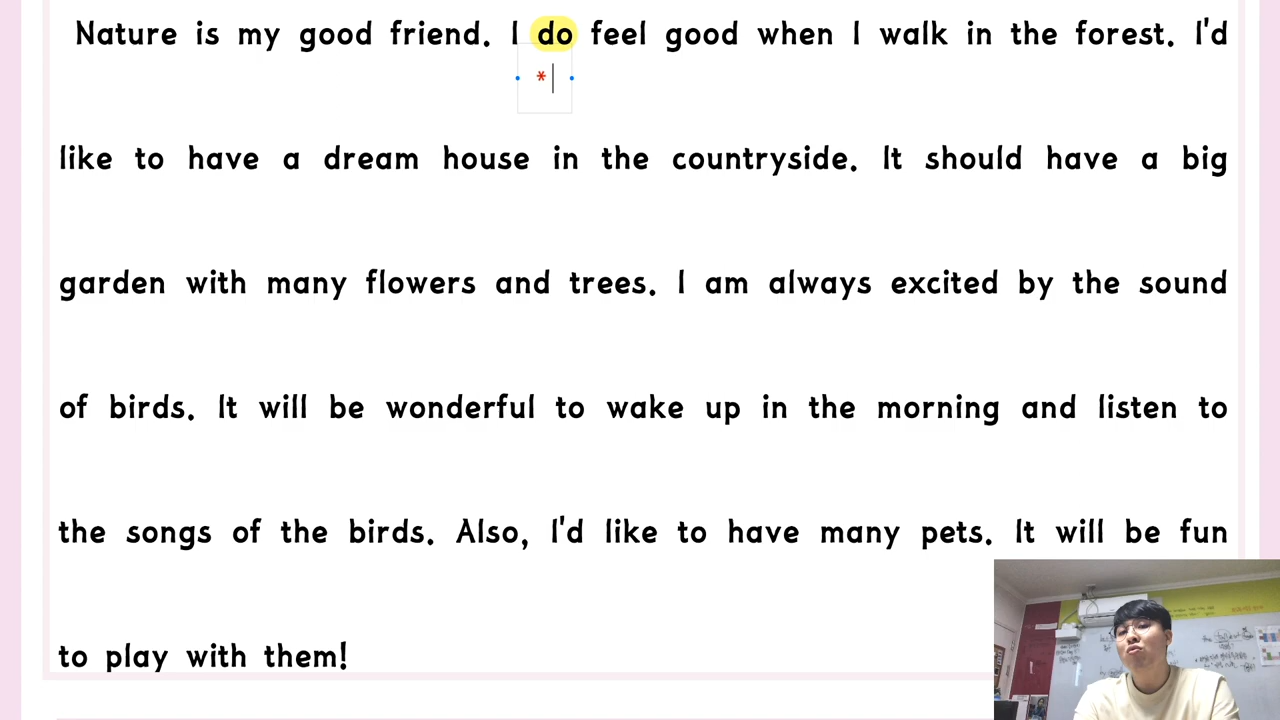 Nature is my good friend. I do feel good when I walk in the forest. I'd
*
like to have a dream house in the countryside. It should have a big
garden with many flowers and trees. I am always excited by the sound
of birds. It will be wonderful to wake up in the morning and listen to
the songs of the birds. Also, I'd like to have many pets. It will be fun
to play with them!